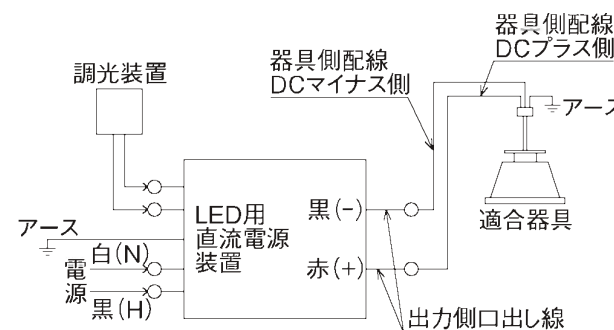 調光装置
器具側配線
DCマイナス側
器具側配線
DCプラス側
アース
適合器具
アース
白(N)
電源
黒(H)
LED用
直流電源
装置
黒(-)
赤(+)
出力側口出し線